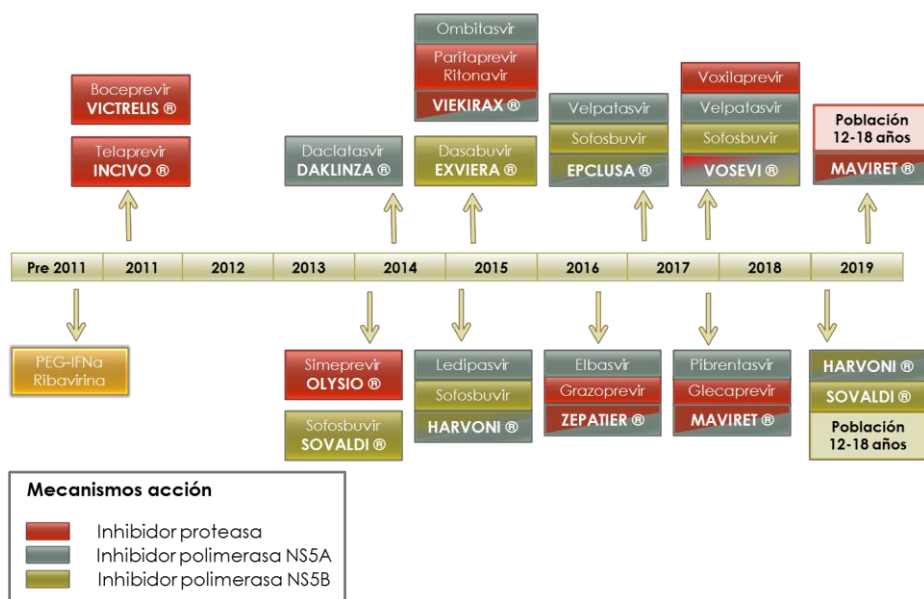 Boceprevir
VICTRELIS ®
Telaprevir
INCIVO ®
Daclatasvir
DAKLINZA ®
Ombitasvir
Paritaprevir
Ritonavir
VIEKIRAX ®
Dasabuvir
EXVIERA ®
Velpatasvir
Sofosbuvir
EPCLUSA ®
Voxilaprevir
Velpatasvir
Sofosbuvir
VOSEVI ®
Población
12-18 años
MAVIRET ®
Pre 2011
2011
2012
2013
2014
2015
2016
2017
2018
2019
PEG-IFNa
Ribavirina
Simeprevir
OLYSIO ®
Sofosbuvir
SOVALDI ®
Ledipasvir
Sofosbuvir
HARVONI ®
Elbasvir
Grazoprevir
ZEPATIER ®
Pibrentasvir
Glecaprevir
MAVIRET ®
HARVONI ®
SOVALDI ®
Población
12-18 años
Mecanismos acción
Inhibidor proteasa
Inhibidor polimerasa NS5A
Inhibidor polimerasa NS5B